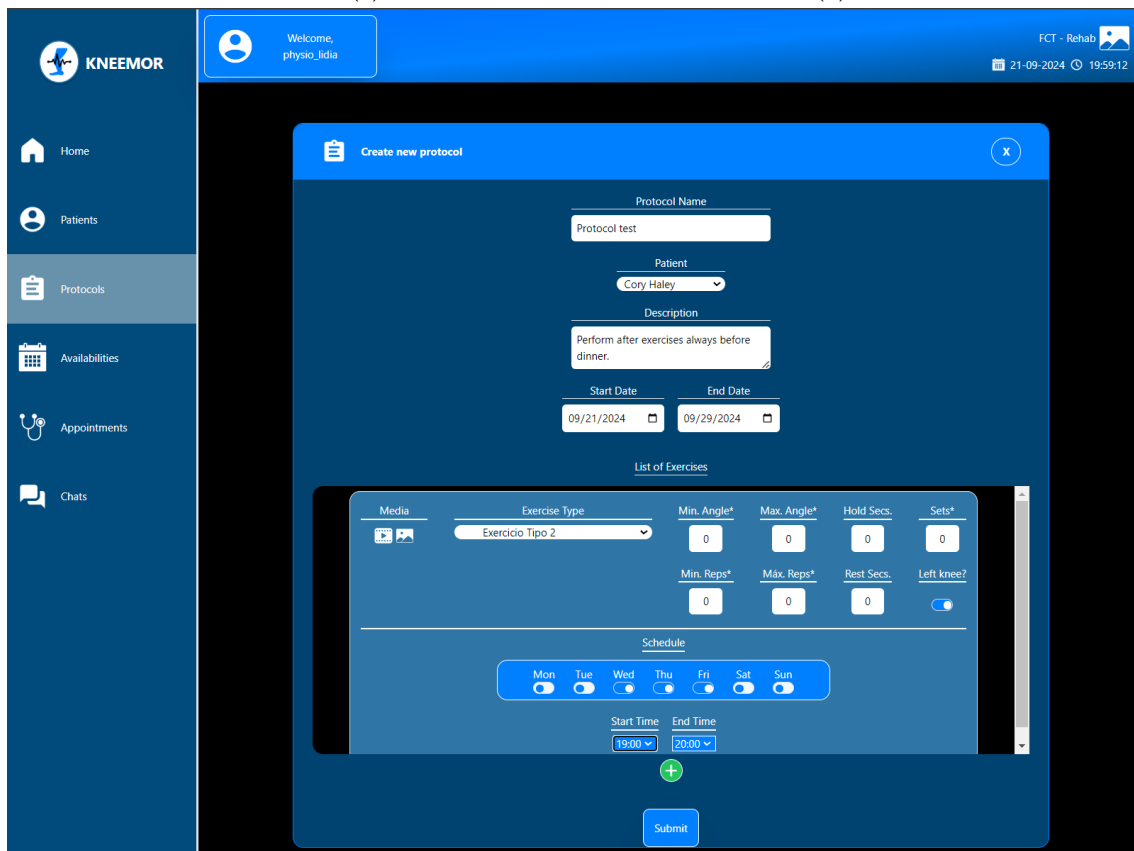 KNEEMOR
Welcome,
physio_lidia
FCT - Rehab
21-09-2024 19:59:12
Home
Patients
Protocols
Availabilities
Appointments
Chats
Create new protocol
X
Protocol Name
Protocol test
Patient
Cory Haley
Description
Perform after exercises always before
dinner.
Start Date End Date
09/21/2024 09/29/2024
List of Exercises
Media Exercise Type Min. Angle* Max. Angle* Hold Secs. Sets*
Exercicio Tipo 2 0 0 0 0
Min. Reps* Máx. Reps* Rest Secs. Left knee?
0 0 0
Schedule
Mon Tue Wed Thu Fri Sat Sun
Start Time End Time
19:00 20:00
Submit